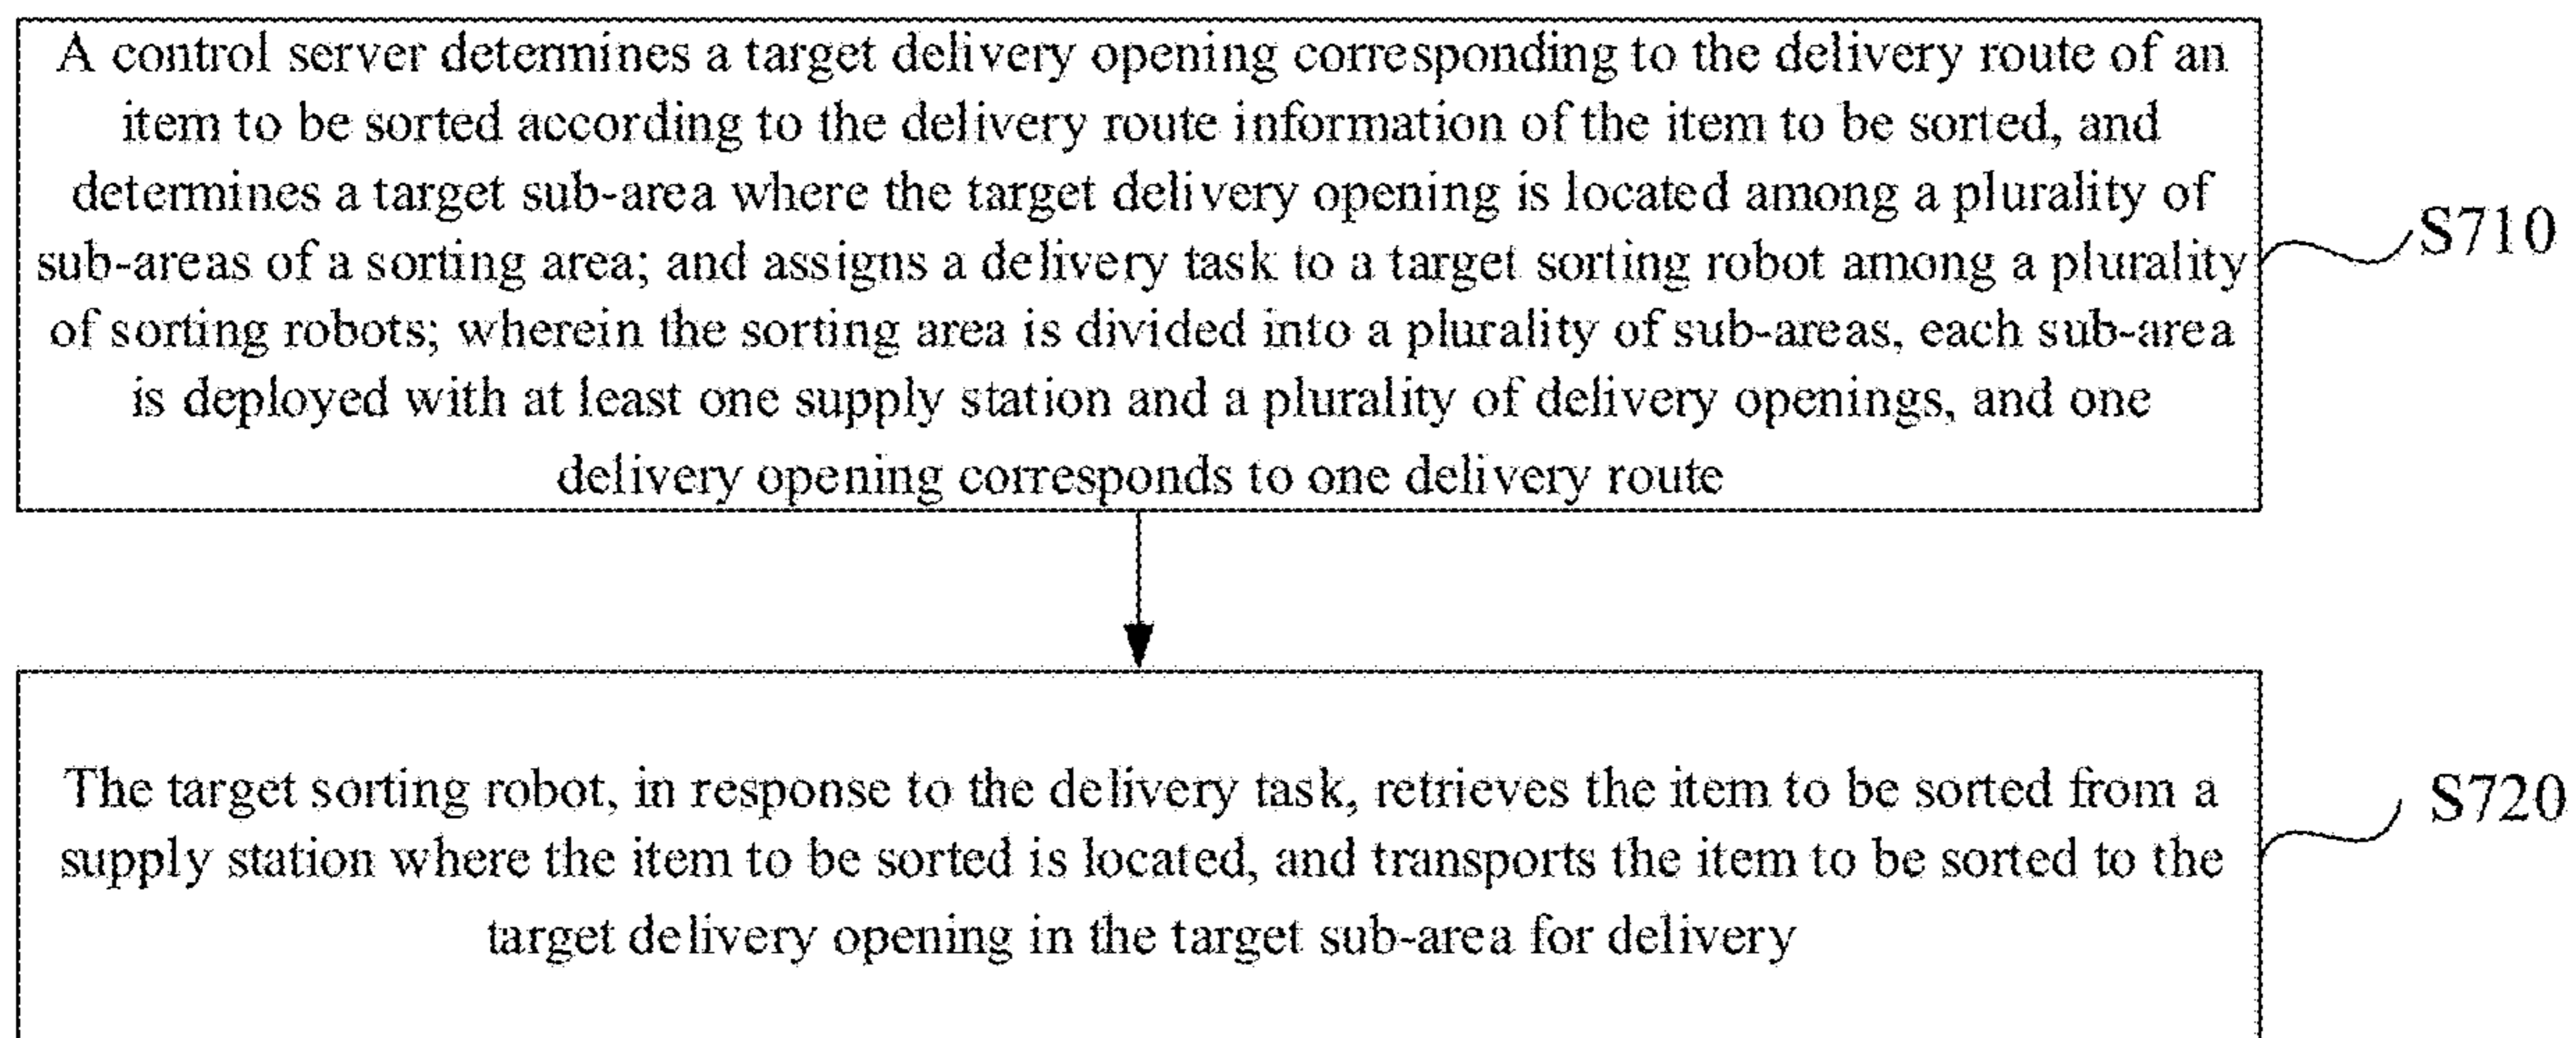 A control server determines a target delivery opening corresponding to the delivery route of an
item to be sorted according to the delivery route information of the item to be sorted, and
determines a target sub-area where the target delivery opening is located among a plurality of
sub-areas of a sorting area; and assigns a delivery task to a target sorting robot among a plurality
of sorting robots; wherein the sorting area is divided into a plurality of sub-areas, each sub-area
is deployed with at least one supply station and a plurality of delivery openings, and one
delivery opening corresponds to one delivery route
S710
The target sorting robot, in response to the delivery task, retrieves the item to be sorted from a
supply station where the item to be sorted is located, and transports the item to be sorted to the
target delivery opening in the target sub-area for delivery
S720